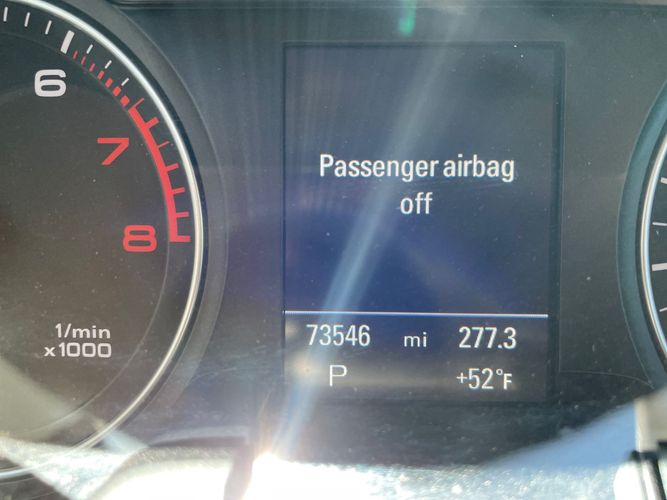 6
7
8
1/min
x1000
Passenger airbag
off
73546 mi 277.3
P +52°F